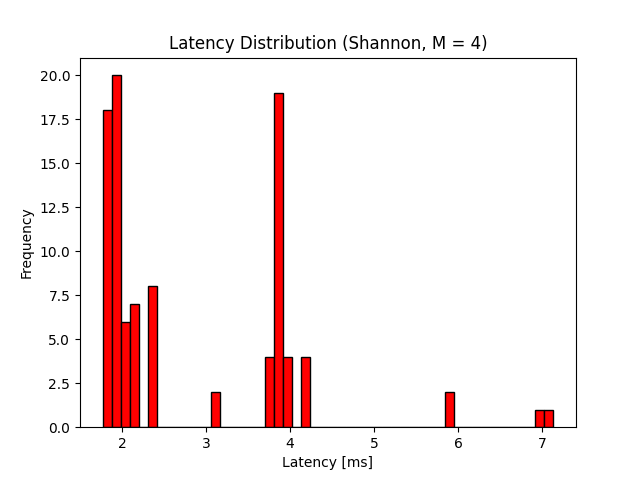 Latency Distribution (Shannon, M = 4)
20.0
17.5
15.0
12.5
10.0
7.5
5.0
2.5
0.0
Frequency
2 3 4 5 6 7
Latency [ms]